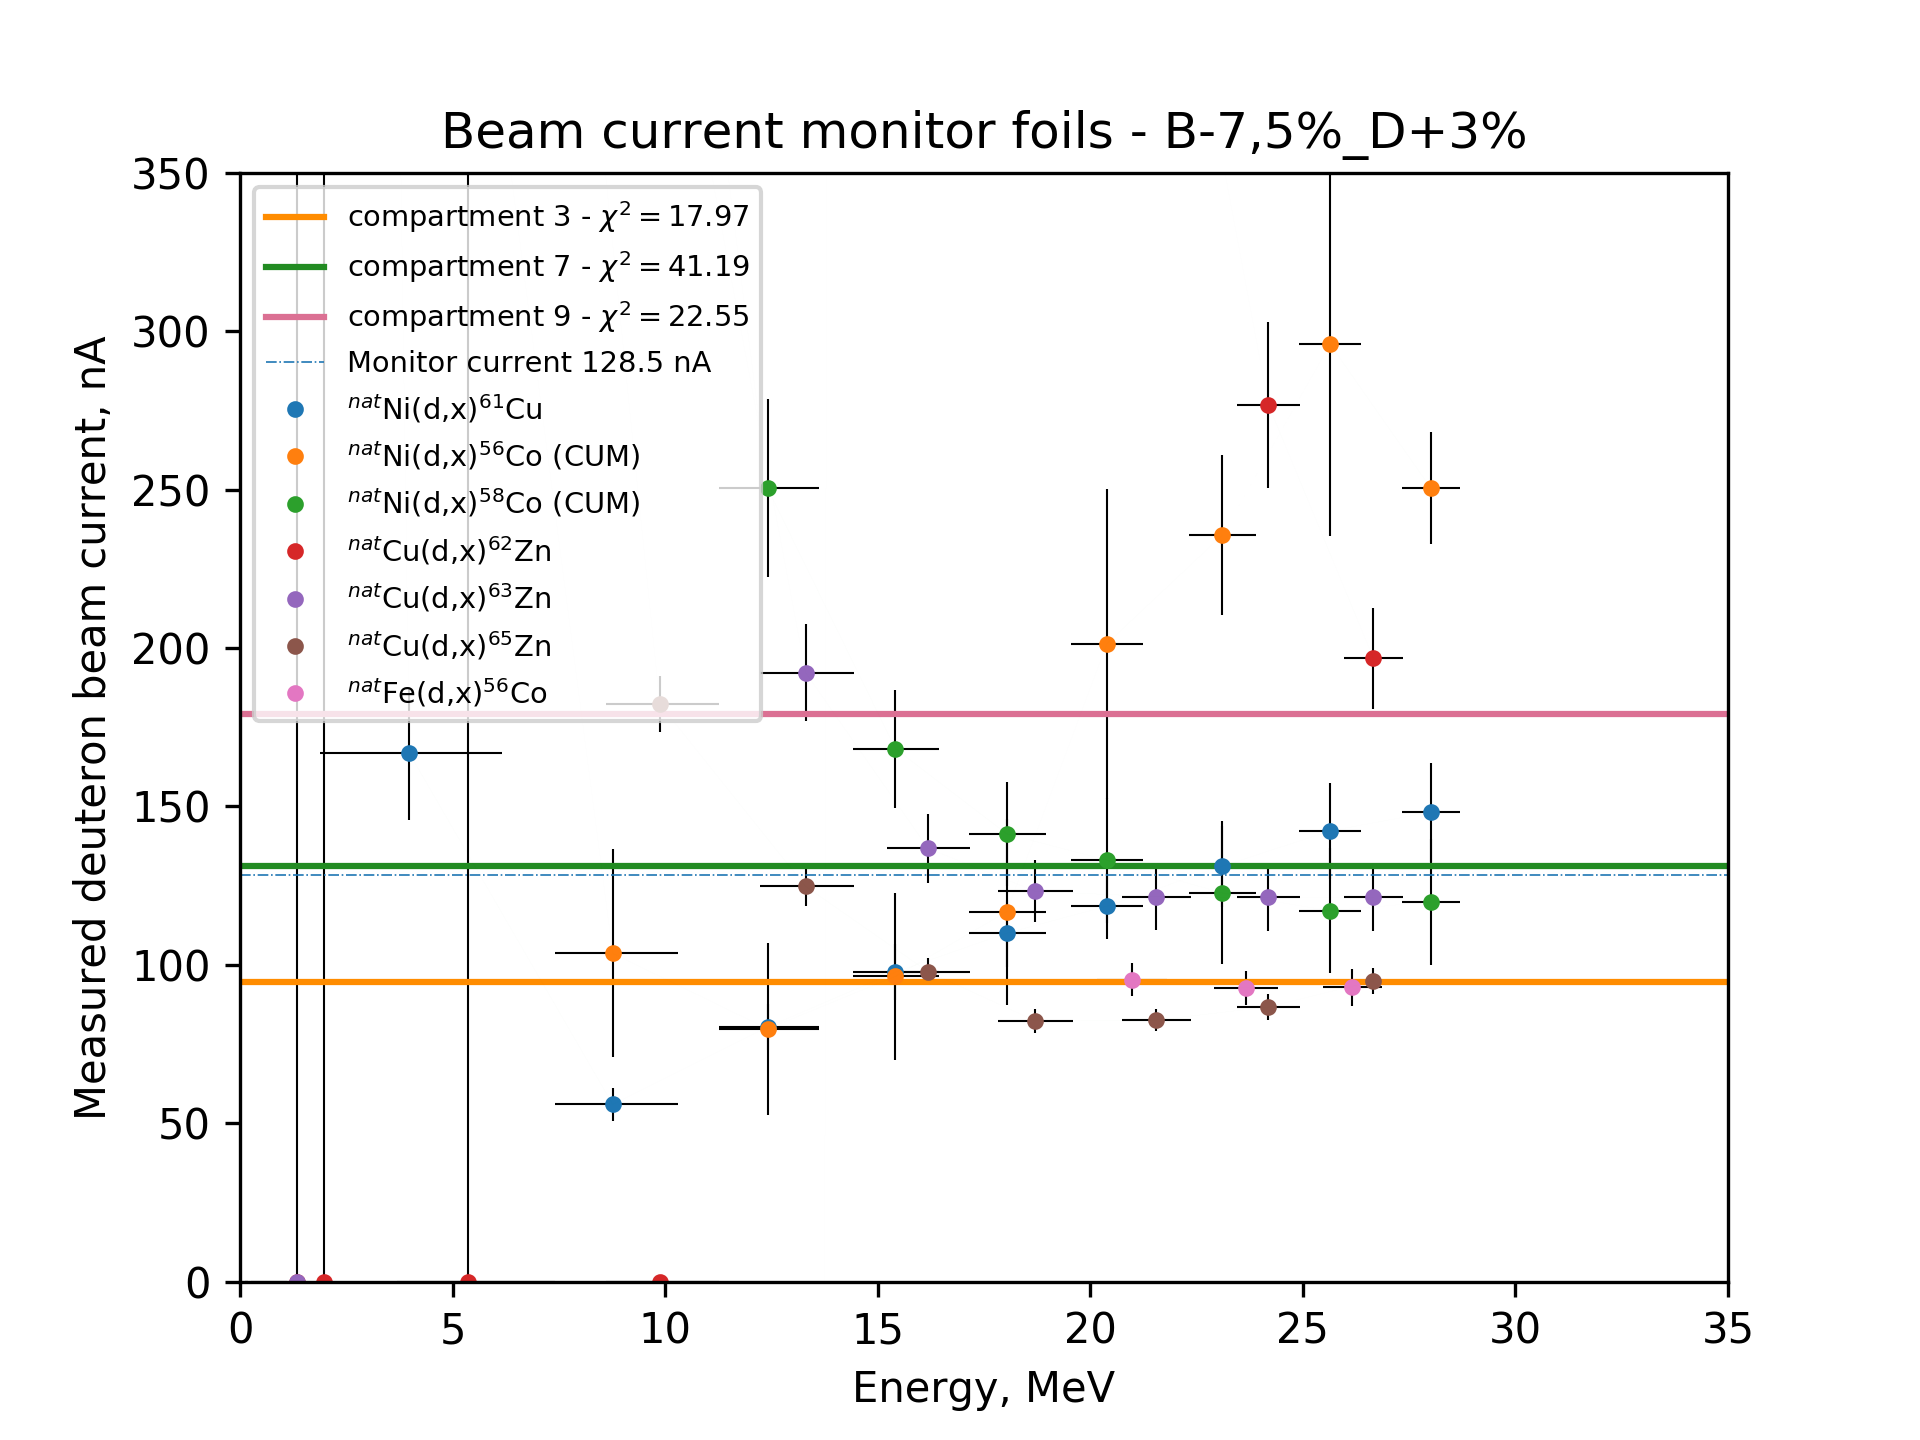 Beam current monitor foils - B-7,5%_D+3%
350
300
250
200
150
100
50
0
Measured deuteron beam current, nA
compartment 3 - χ² = 17.97
compartment 7 - χ² = 41.19
compartment 9 - χ² = 22.55
Monitor current 128.5 nA
ⁿᵃᵗNi(d,x)⁶¹Cu
ⁿᵃᵗNi(d,x)⁵⁶Co (CUM)
ⁿᵃᵗNi(d,x)⁵⁸Co (CUM)
ⁿᵃᵗCu(d,x)⁶²Zn
ⁿᵃᵗCu(d,x)⁶³Zn
ⁿᵃᵗCu(d,x)⁶⁵Zn
ⁿᵃᵗFe(d,x)⁵⁶Co
0 5 10 15 20 25 30 35
Energy, MeV